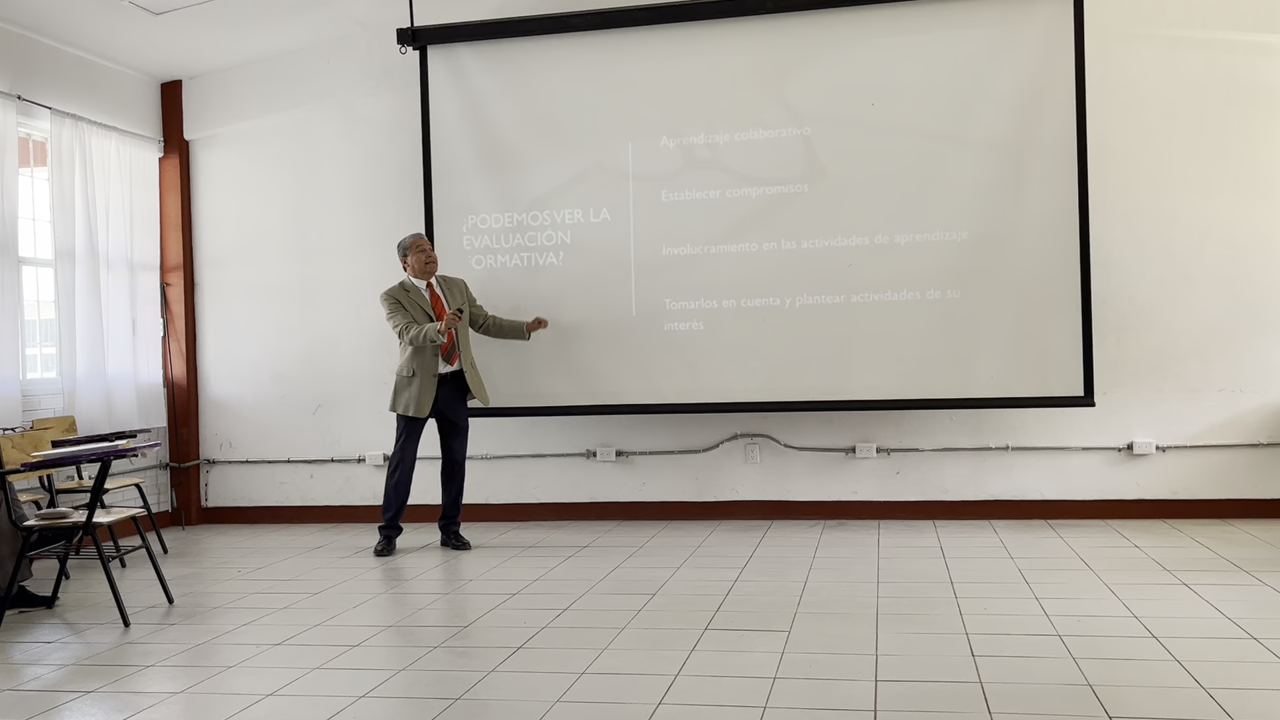 ¿PODEMOS VER LA
EVALUACIÓN
FORMATIVA?
Aprendizaje colaborativo
Establecer compromisos
Involucramiento en las actividades de aprendizaje
Tomarlos en cuenta y plantear actividades de su
interés